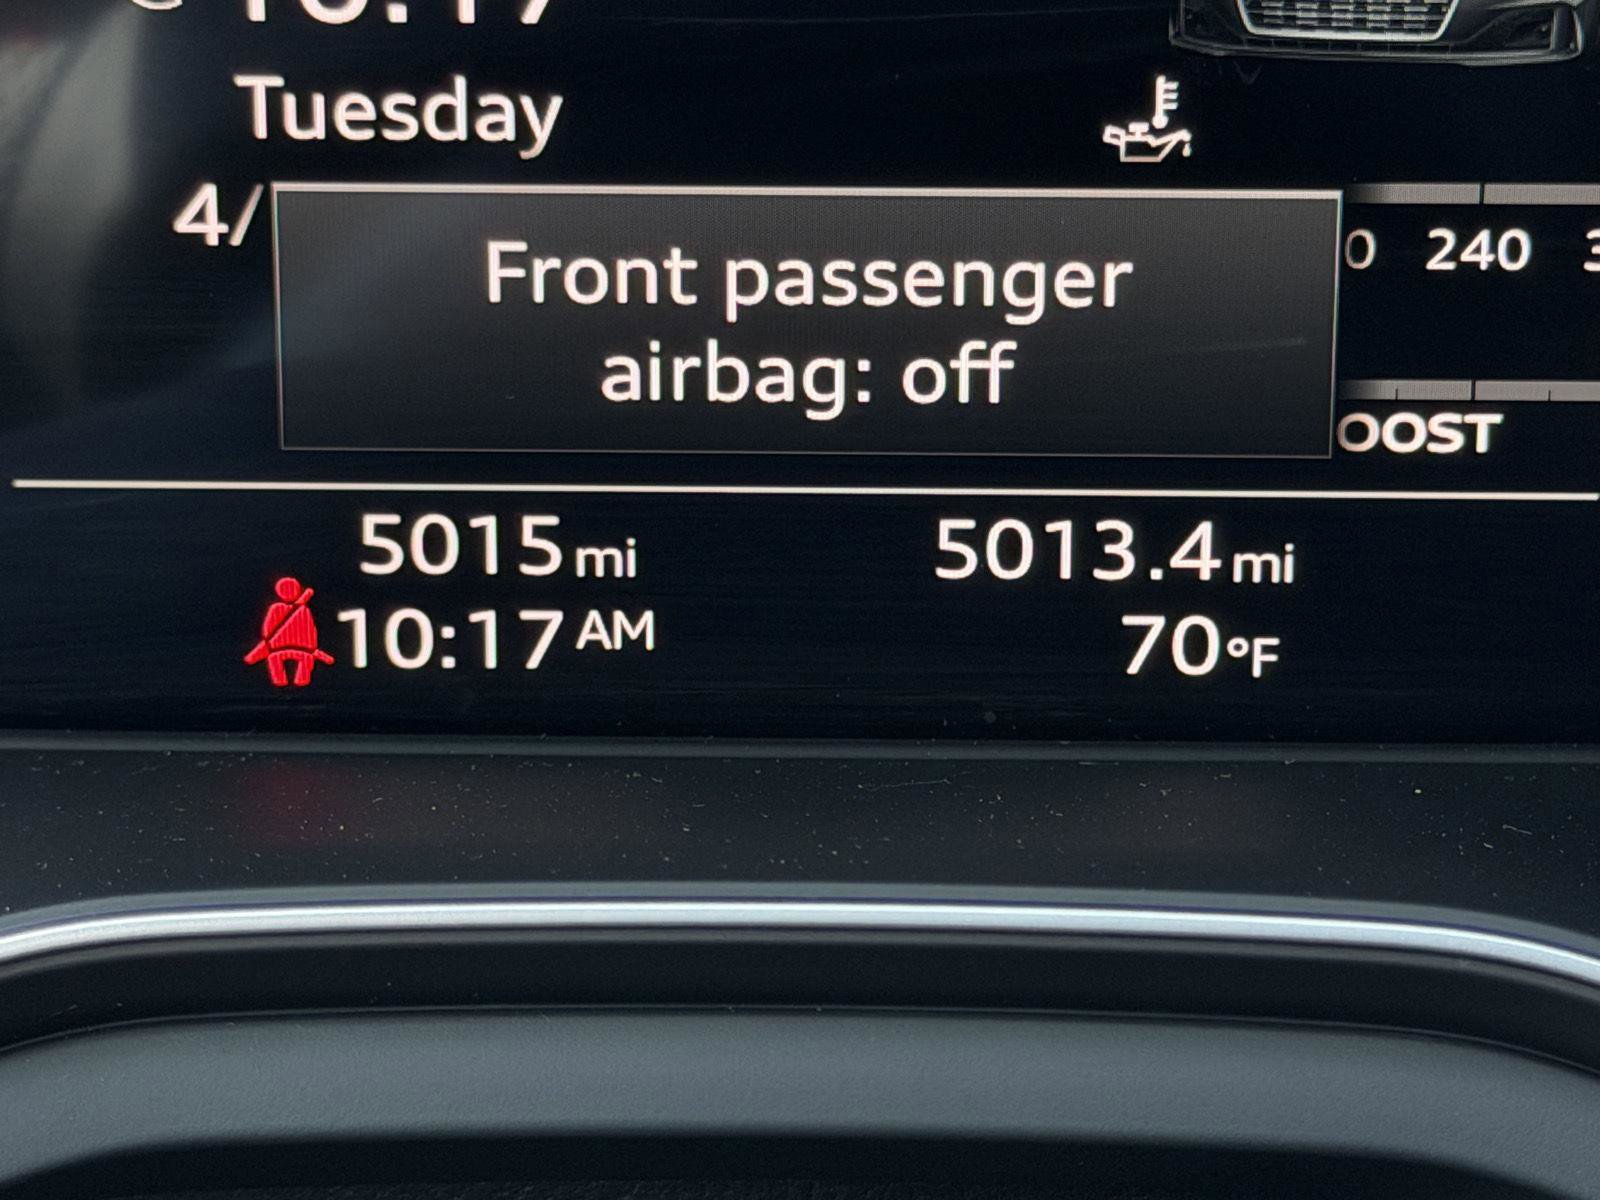 Tuesday
4/
Front passenger
airbag: off
240
OOST
5015 mi
5013.4 mi
10:17 AM
70°F